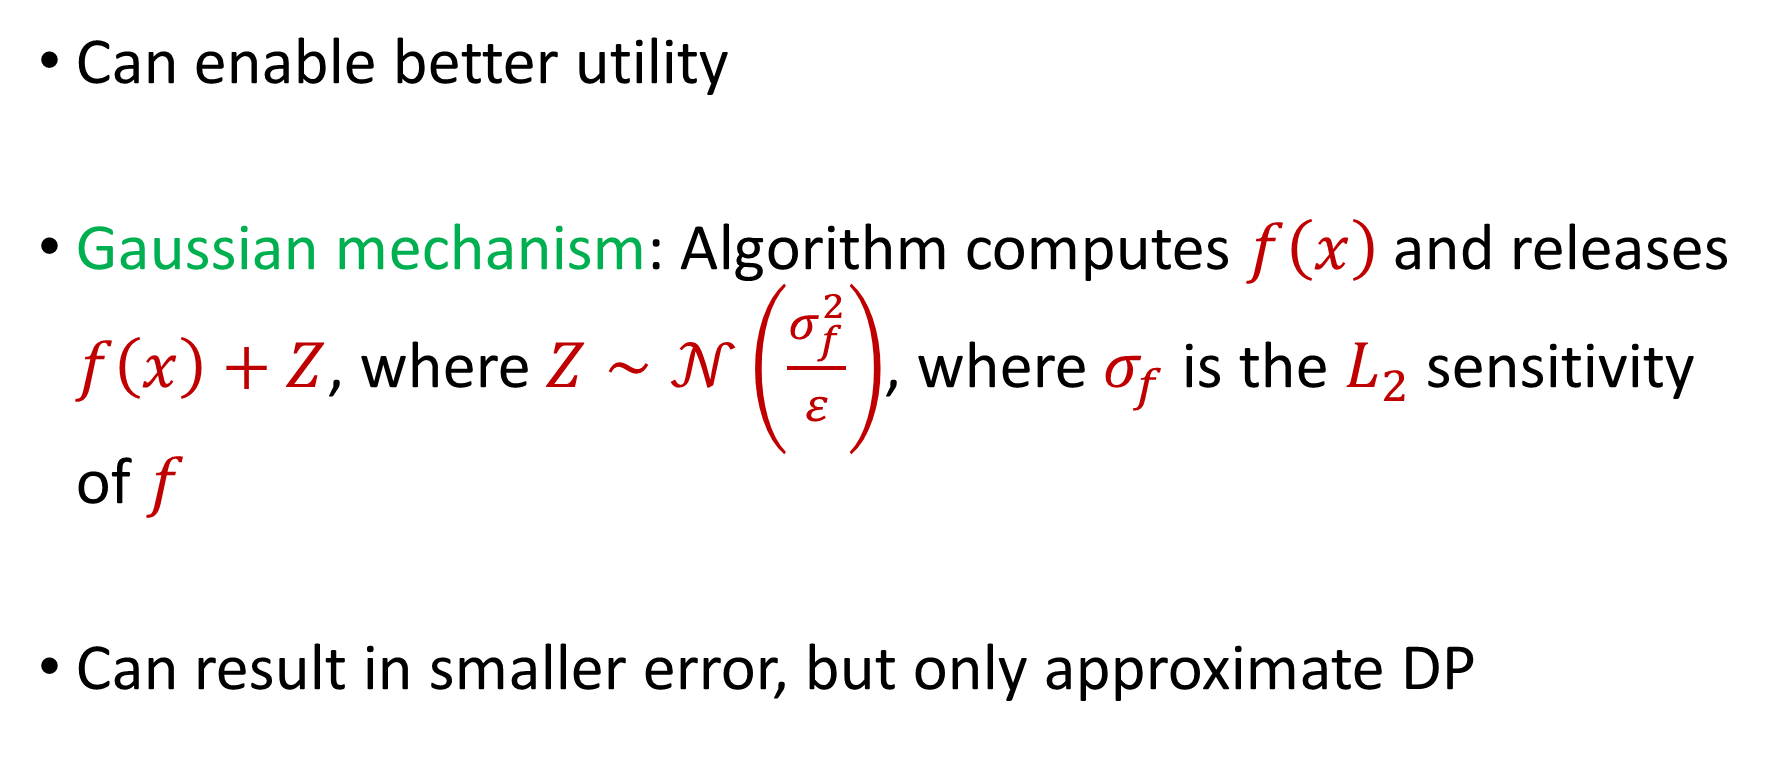 • Can enable better utility
• Gaussian mechanism: Algorithm computes f(x) and releases
f(x) + Z, where Z ~ 𝒩(σ_f^2/ε), where σ_f is the L_2 sensitivity
of f
• Can result in smaller error, but only approximate DP